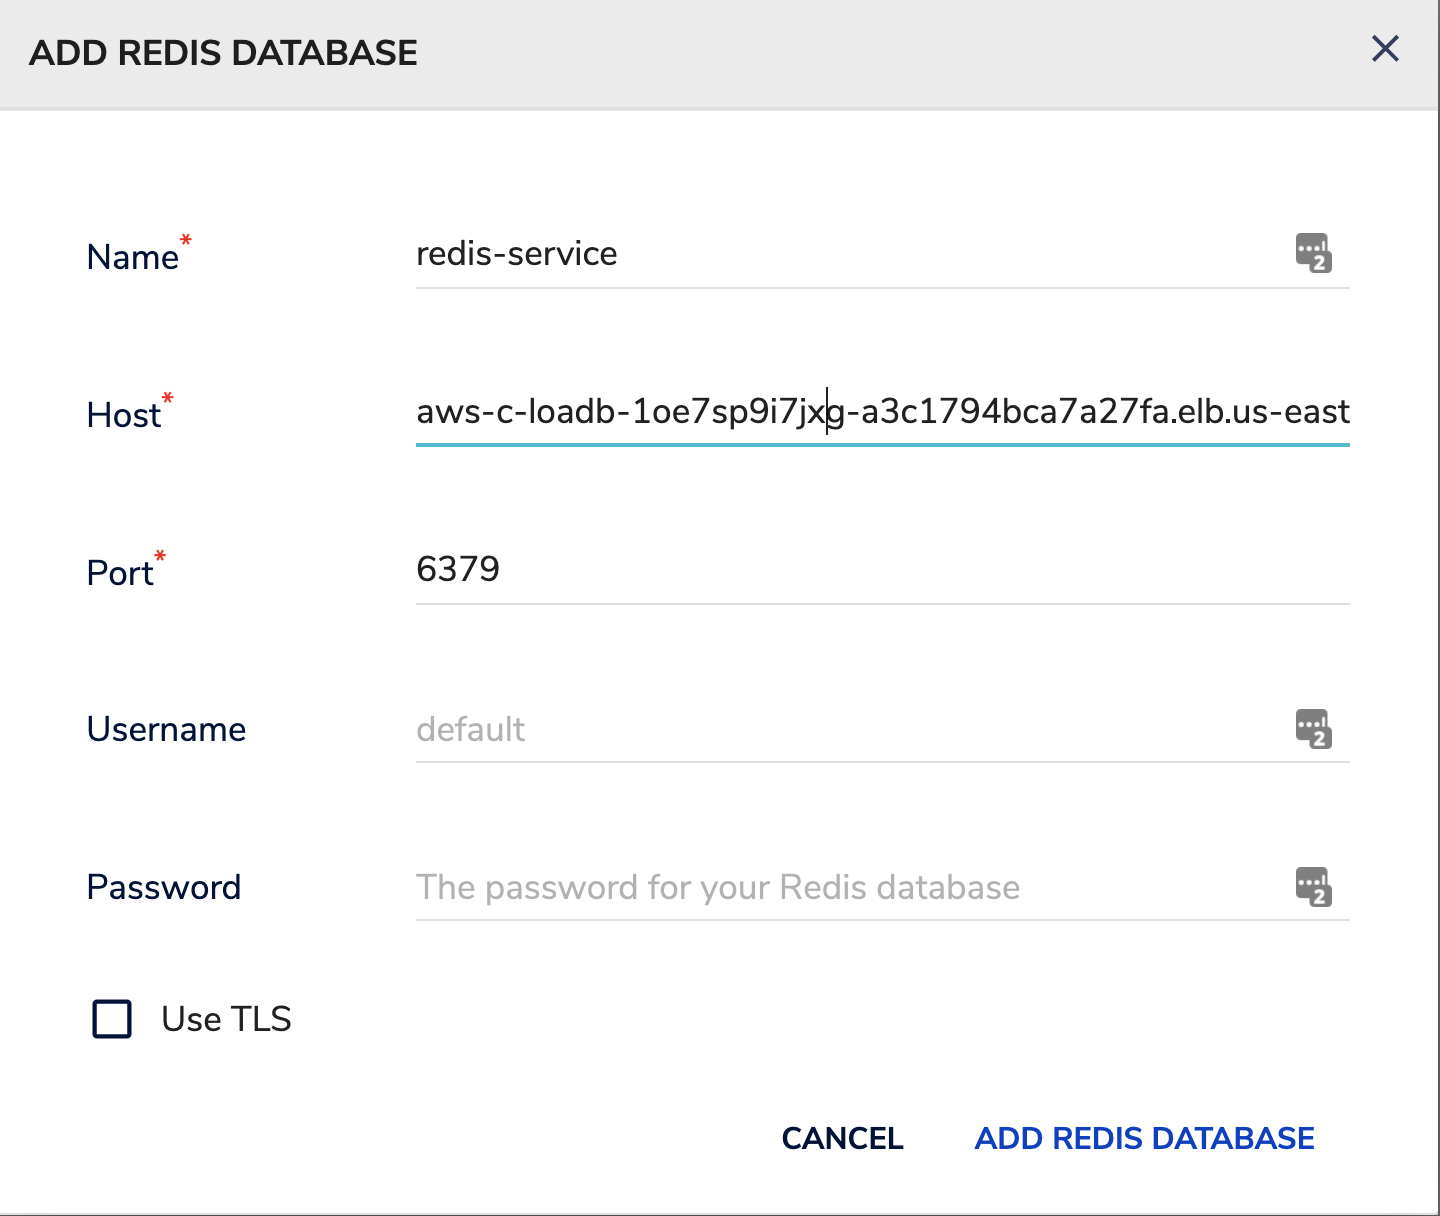 ADD REDIS DATABASE
Name* redis-service
Host* aws-c-loadb-1oe7sp9i7jxg-a3c1794bca7a27fa.elb.us-east
Port* 6379
Username default
Password The password for your Redis database
Use TLS
CANCEL ADD REDIS DATABASE